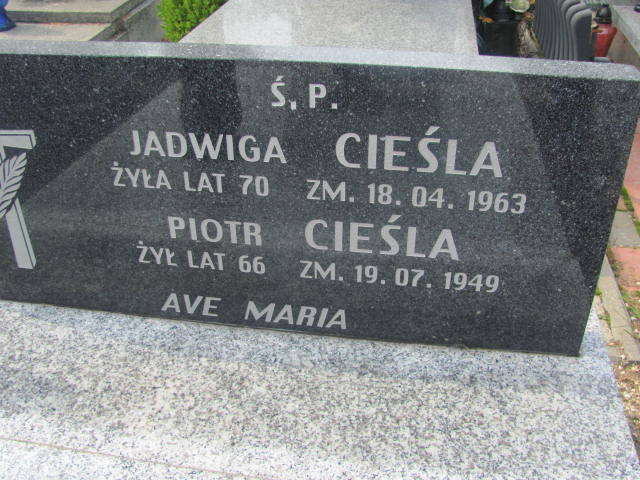 Ś.P.
JADWIGA CIEŚLA
ŻYŁA LAT 70 ZM. 18.04.1963
PIOTR CIEŚLA
ŻYŁ LAT 66 ZM. 19.07.1949
AVE MARIA